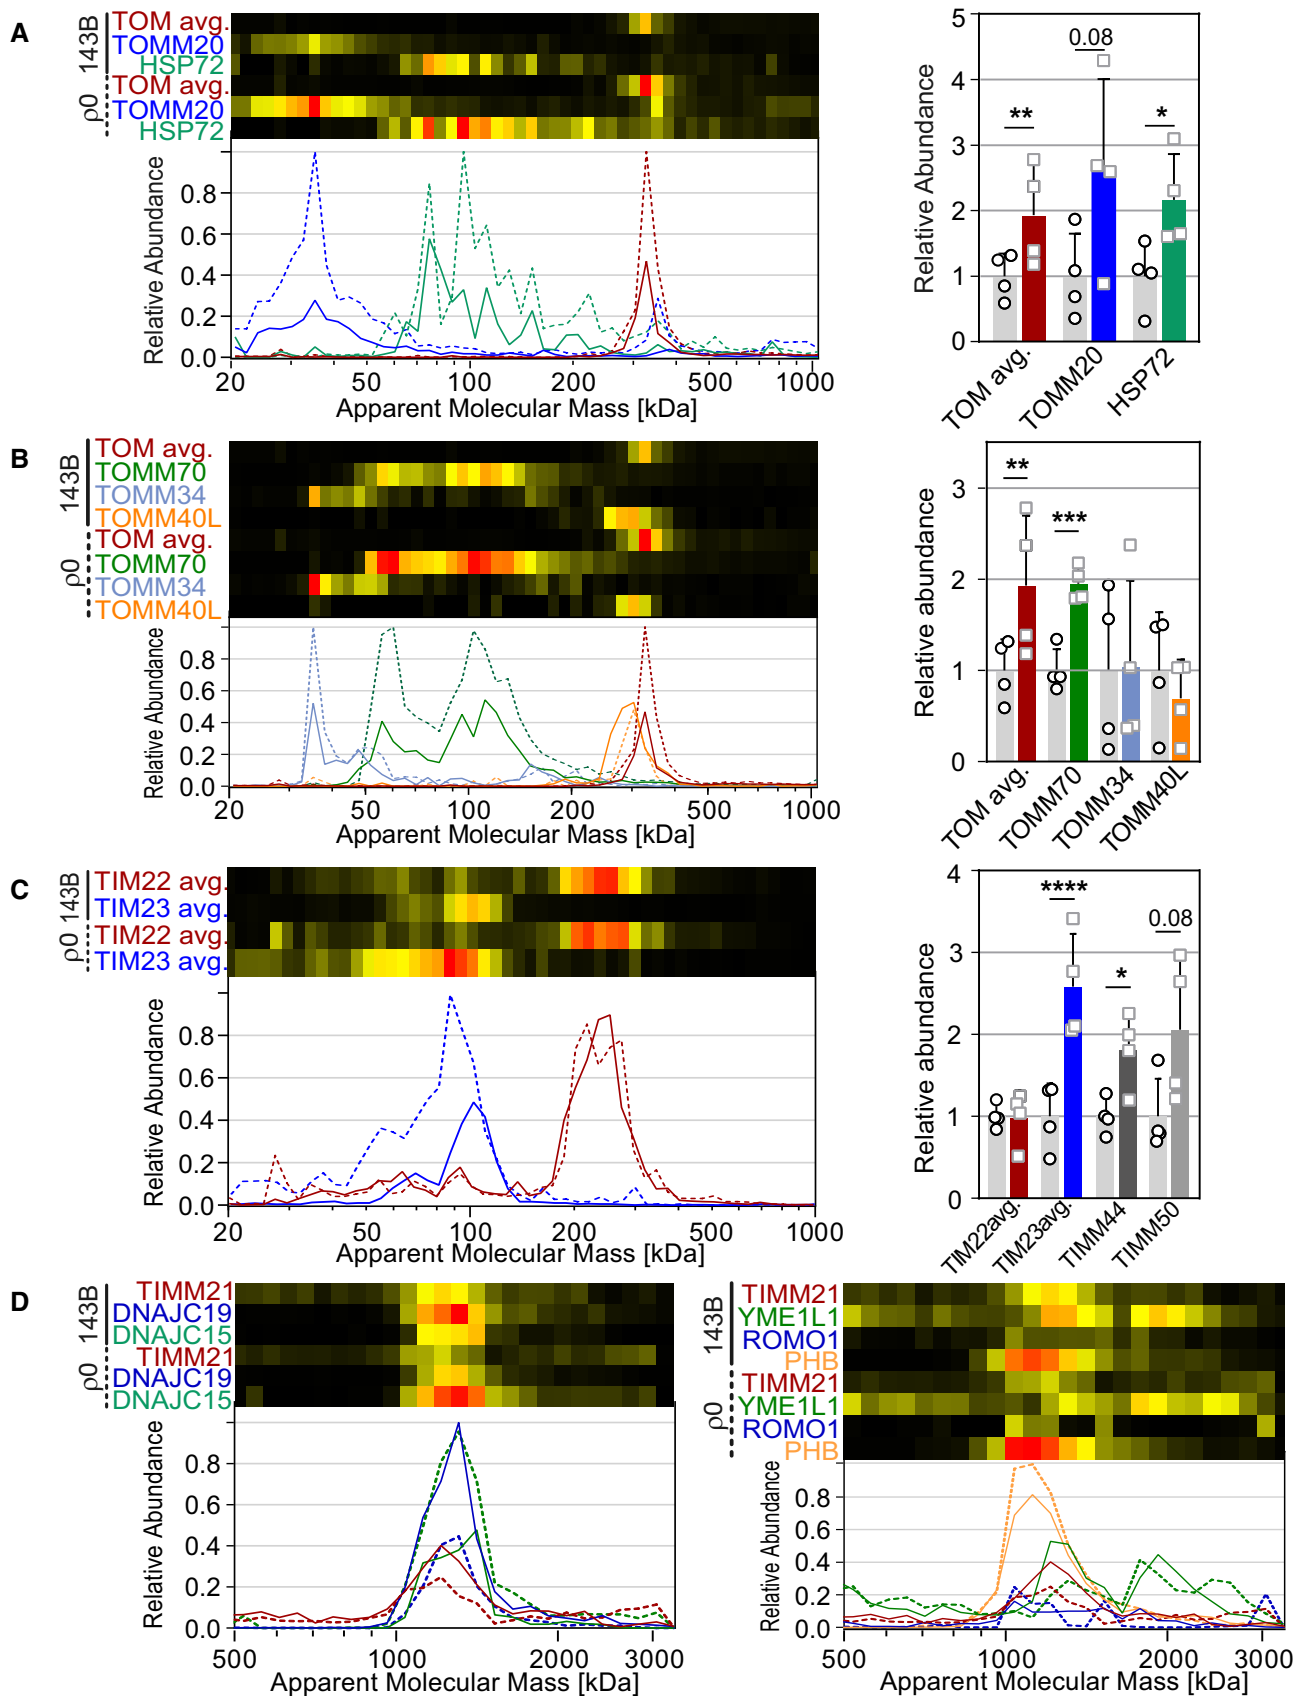 A
143B
ρ0
TOM avg.
TOMM20
HSP72
TOM avg.
TOMM20
HSP72
Relative Abundance
0.8
0.6
0.4
0.2
0.0
20 50 100 200 500 1000
Apparent Molecular Mass [kDa]
Relative Abundance
5
4
3
2
1
0
** 0.08 *
TOM avg. TOMM20 HSP72
B
143B
ρ0
TOM avg.
TOMM70
TOMM34
TOMM40L
TOM avg.
TOMM70
TOMM34
TOMM40L
Relative Abundance
0.8
0.6
0.4
0.2
0.0
20 50 100 200 500 1000
Apparent Molecular Mass [kDa]
Relative abundance
3
2
1
0
** ***
TOM avg. TOMM70 TOMM34 TOMM40L
C
143B
ρ0
TIM22 avg.
TIM23 avg.
TIM22 avg.
TIM23 avg.
Relative Abundance
0.8
0.6
0.4
0.2
0.0
20 50 100 200 500 1000
Apparent Molecular Mass [kDa]
Relative abundance
4
3
2
1
0
**** * 0.08
TIM22avg. TIM23avg. TIMM44 TIMM50
D
143B
ρ0
TIMM21
DNAJC19
DNAJC15
TIMM21
DNAJC19
DNAJC15
Relative Abundance
0.8
0.6
0.4
0.2
0.0
500 1000 2000 3000
Apparent Molecular Mass [kDa]
143B
ρ0
TIMM21
YME1L1
ROMO1
PHB
TIMM21
YME1L1
ROMO1
PHB
Relative Abundance
0.8
0.6
0.4
0.2
0.0
500 1000 2000 3000
Apparent Molecular Mass [kDa]